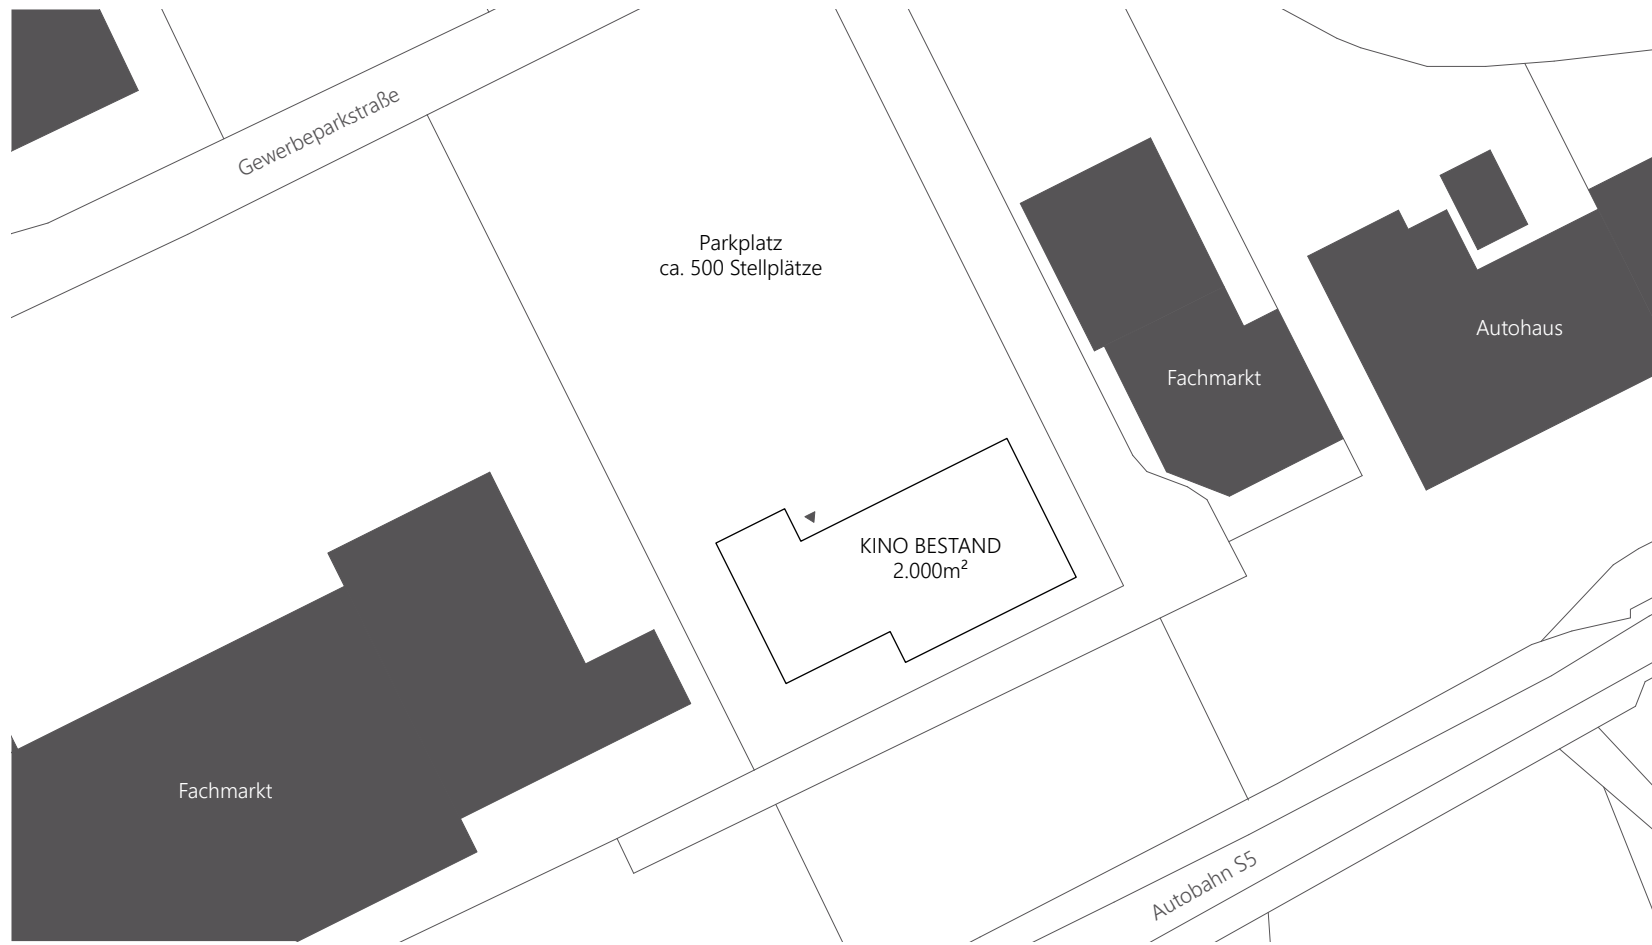 Gewerbeparkstraße
Parkplatz
ca. 500 Stellplätze
Autohaus
Fachmarkt
KINO BESTAND
2.000m²
Fachmarkt
Autobahn S5